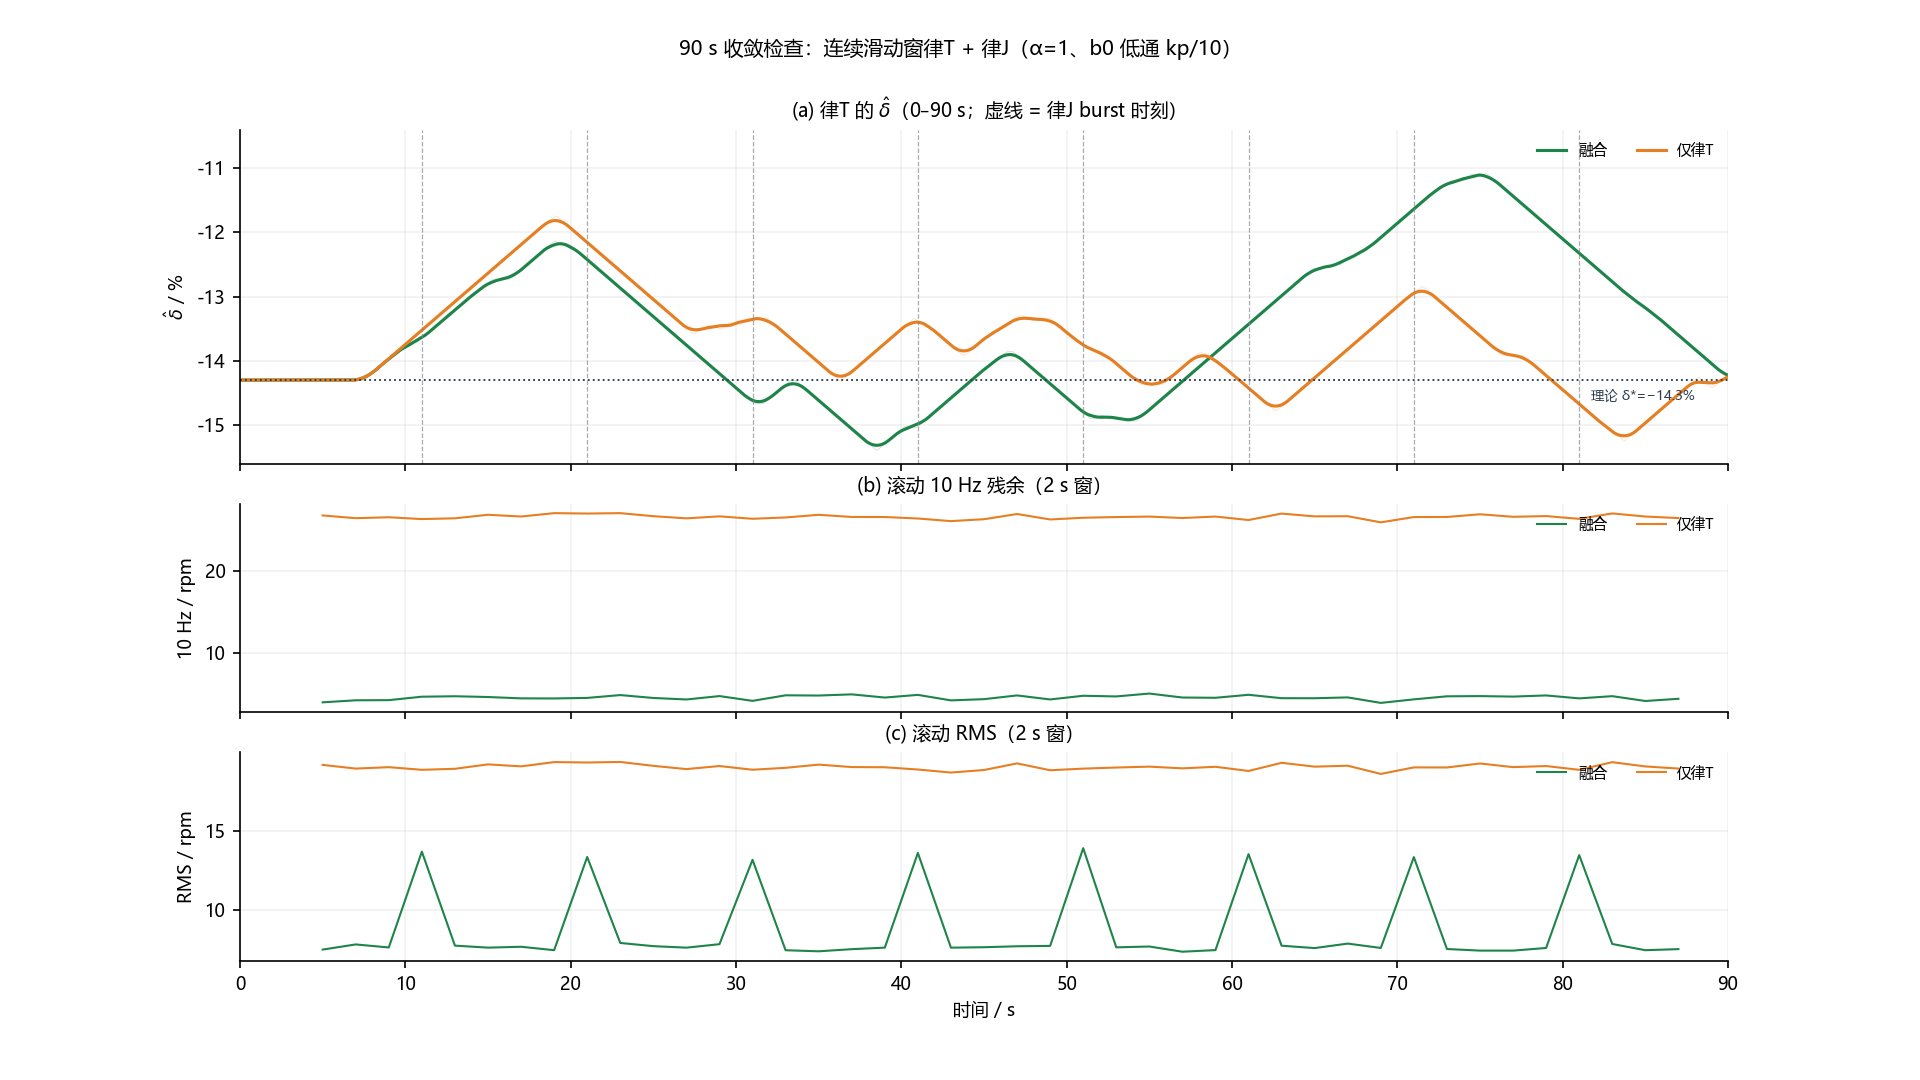 90 s 收敛检查：连续滑动窗律T + 律J（α=1、b0 低通 kp/10）
(a) 律T 的 δ̂（0–90 s；虚线 = 律J burst 时刻）
融合 仅律T
-11
-12
-13
-14
-15
δ̂ / %
理论 δ*=−14.3%
(b) 滚动 10 Hz 残余（2 s 窗）
融合 仅律T
20
10
10 Hz / rpm
(c) 滚动 RMS（2 s 窗）
融合 仅律T
15
10
RMS / rpm
0 10 20 30 40 50 60 70 80 90
时间 / s